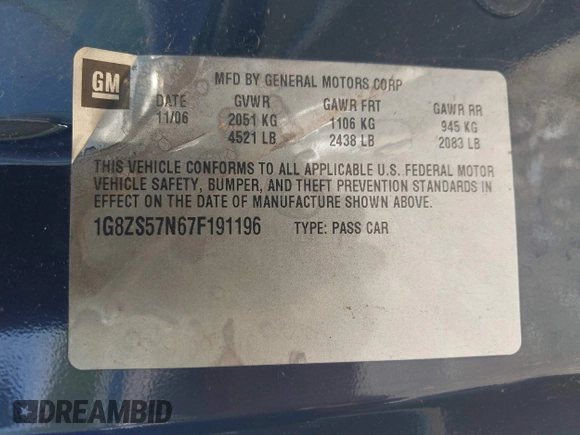 GM
MFD BY GENERAL MOTORS CORP
DATE GVWR GAWR FRT GAWR RR
11/06 2051 KG 1106 KG 945 KG
4521 LB 2438 LB 2083 LB
THIS VEHICLE CONFORMS TO ALL APPLICABLE U.S. FEDERAL MOTOR
VEHICLE SAFETY, BUMPER, AND THEFT PREVENTION STANDARDS IN
EFFECT ON THE DATE OF MANUFACTURE SHOWN ABOVE.
1G8ZS57N67F191196 TYPE: PASS CAR
DREAMBID